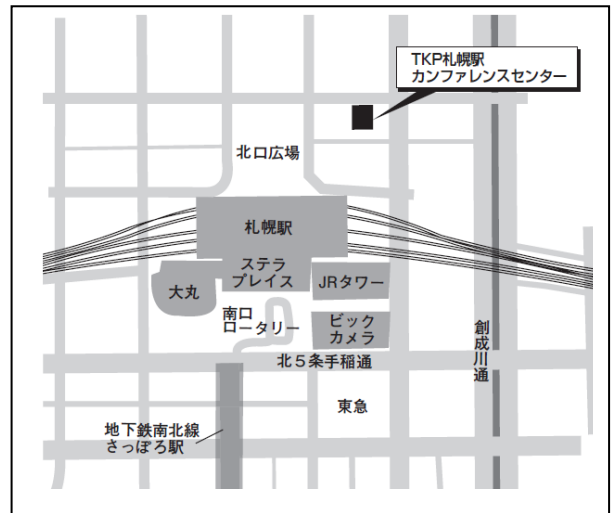 TKP札幌駅
カンファレンスセンター
北口広場
札幌駅
ステラ
プレイス
大丸
JRタワー
南口
ロータリー
ビック
カメラ
創成川通
北5条手稲通
東急
地下鉄南北線
さっぽろ駅